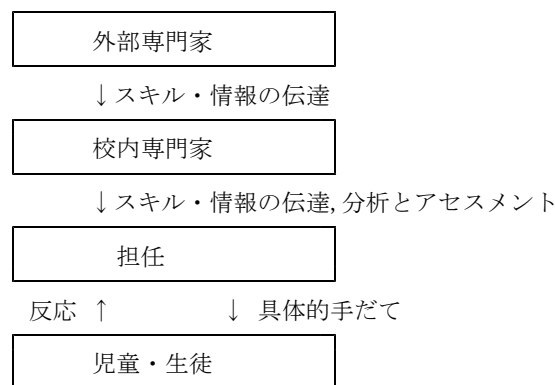 外部専門家
↓スキル・情報の伝達
校内専門家
↓スキル・情報の伝達,分析とアセスメント
担任
反応 ↑ ↓ 具体的手だて
児童・生徒